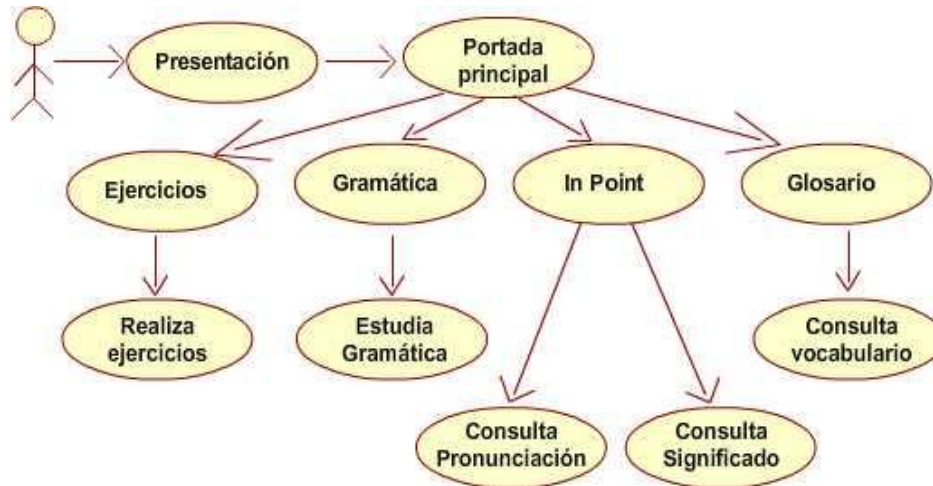 Presentación
Portada
principal
Ejercicios
Gramática
In Point
Glosario
Realiza
ejercicios
Estudia
Gramática
Consulta
vocabulario
Consulta
Pronunciación
Consulta
Significado